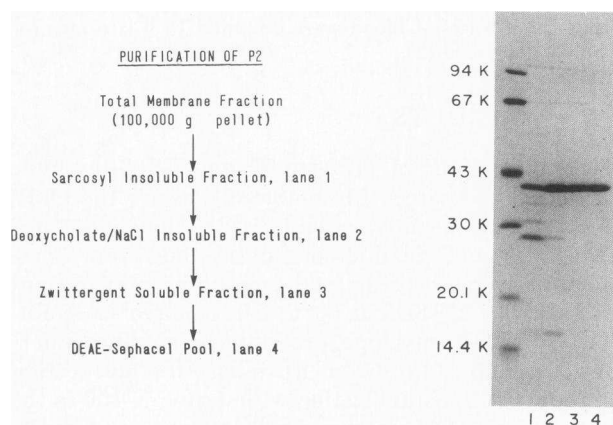 PURIFICATION OF P2
Total Membrane Fraction
(100,000 g pellet)
Sarcosyl Insoluble Fraction, lane 1
Deoxycholate/NaCl Insoluble Fraction, lane 2
Zwittergent Soluble Fraction, lane 3
DEAE-Sephacel Pool, lane 4
94 K
67 K
43 K
30 K
20.1 K
14.4 K
1 2 3 4